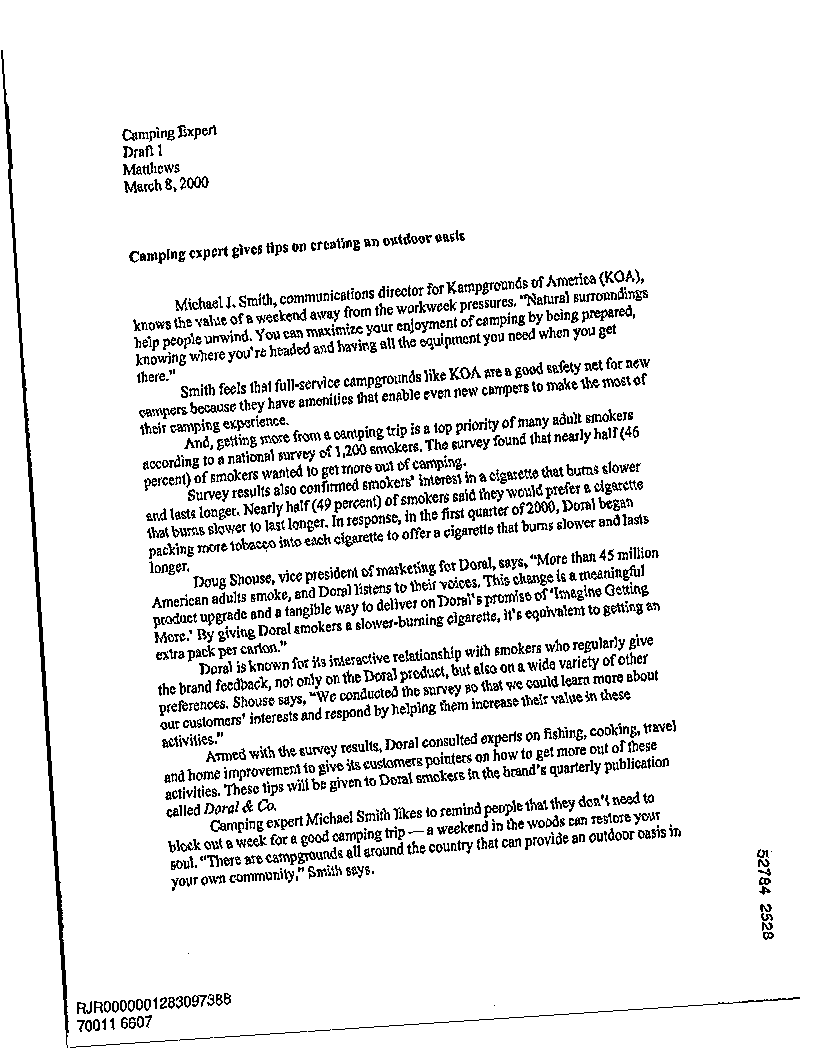 Camping Expert
Draft 1
Matthews
March 8, 2000
Camping expert gives tips on creating an outdoor oasis
Michael J. Smith, communications director for Kampgrounds of America (KOA),
knows the value of a weekend away from the workweek pressures. "Natural surroundings
help people unwind. You can maximize your enjoyment of camping by being prepared,
knowing where you're headed and having all the equipment you need when you get
there."
Smith feels that full-service campgrounds like KOA are a good safety net for new
campers because they have amenities that enable even new campers to make the most of
their camping experience.
And, getting more from a camping trip is a top priority of many adult smokers
according to a national survey of 1,200 smokers. The survey found that nearly half (46
percent) of smokers wanted to get more out of camping.
Survey results also confirmed smokers' interest in a cigarette that burns slower
and lasts longer. Nearly half (49 percent) of smokers said they would prefer a cigarette
that burns slower to last longer. In response, in the first quarter of 2000, Doral began
packing more tobacco into each cigarette to offer a cigarette that burns slower and lasts
longer.
Doug Shouse, vice president of marketing for Doral, says, "More than 45 million
American adults smoke, and Doral listens to their voices. This change is a meaningful
product upgrade and a tangible way to deliver on Doral's promise of 'Imagine Getting
More.' By giving Doral smokers a slower-burning cigarette, it's equivalent to getting an
extra pack per carton."
Doral is known for its interactive relationship with smokers who regularly give
the brand feedback, not only on the Doral product, but also on a wide variety of other
preferences. Shouse says, "We conducted the survey so that we could learn more about
our customers' interests and respond by helping them increase their value in these
activities."
Armed with the survey results, Doral consulted experts on fishing, cooking, travel
and home improvement to give its customers pointers on how to get more out of these
activities. These tips will be given to Doral smokers in the brand's quarterly publication
called Doral & Co.
Camping expert Michael Smith likes to remind people that they don't need to
block out a week for a good camping trip — a weekend in the woods can restore your
soul. "There are campgrounds all around the country that can provide an outdoor oasis in
your own community," Smith says.
52784 2528
RJR0000001283097388
70011 6607